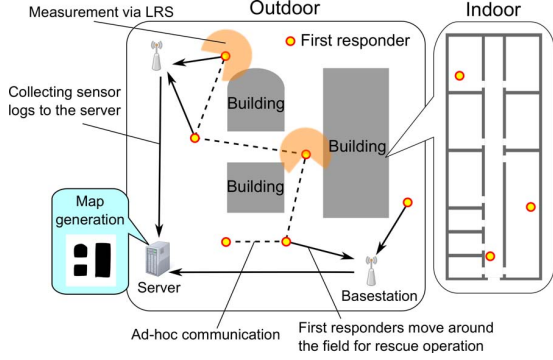 Outdoor
Indoor
Measurement via LRS
First responder
Collecting sensor
logs to the server
Building
Building
Building
Map
generation
Server
Basestation
Ad-hoc communication
First responders move around
the field for rescue operation